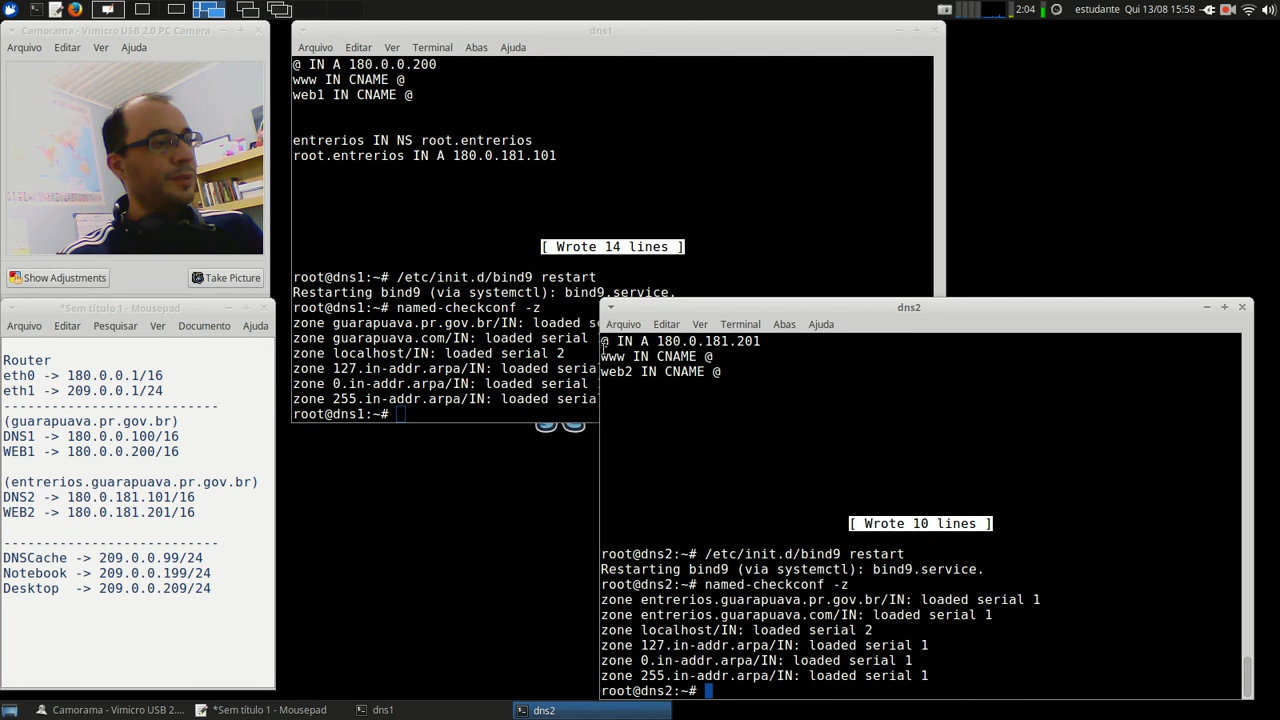 2:04 estudante Qui 13/08 15:58
Camorama - Vimicro USB 2.0 PC Camera
Arquivo Editar Ver Ajuda
Show Adjustments Take Picture
*Sem título 1 - Mousepad
Arquivo Editar Pesquisar Ver Documento Ajuda
Router
eth0 -> 180.0.0.1/16
eth1 -> 209.0.0.1/24
---------------------------
(guarapuava.pr.gov.br)
DNS1 -> 180.0.0.100/16
WEB1 -> 180.0.0.200/16
(entrerios.guarapuava.pr.gov.br)
DNS2 -> 180.0.181.101/16
WEB2 -> 180.0.181.201/16
---------------------------
DNSCache -> 209.0.0.99/24
Notebook -> 209.0.0.199/24
Desktop  -> 209.0.0.209/24
dns1
Arquivo Editar Ver Terminal Abas Ajuda
@ IN A 180.0.0.200
www IN CNAME @
web1 IN CNAME @
entrerios IN NS root.entrerios
root.entrerios IN A 180.0.181.101
[ Wrote 14 lines ]
root@dns1:~# /etc/init.d/bind9 restart
Restarting bind9 (via systemctl): bind9.service.
root@dns1:~# named-checkconf -z
zone guarapuava.pr.gov.br/IN: loaded s
zone guarapuava.com/IN: loaded serial
zone localhost/IN: loaded serial 2
zone 127.in-addr.arpa/IN: loaded seria
zone 0.in-addr.arpa/IN: loaded serial
zone 255.in-addr.arpa/IN: loaded seria
root@dns1:~#
dns2
Arquivo Editar Ver Terminal Abas Ajuda
@ IN A 180.0.181.201
www IN CNAME @
web2 IN CNAME @
[ Wrote 10 lines ]
root@dns2:~# /etc/init.d/bind9 restart
Restarting bind9 (via systemctl): bind9.service.
root@dns2:~# named-checkconf -z
zone entrerios.guarapuava.pr.gov.br/IN: loaded serial 1
zone entrerios.guarapuava.com/IN: loaded serial 1
zone localhost/IN: loaded serial 2
zone 127.in-addr.arpa/IN: loaded serial 1
zone 0.in-addr.arpa/IN: loaded serial 1
zone 255.in-addr.arpa/IN: loaded serial 1
root@dns2:~#
Camorama - Vimicro USB 2.... *Sem título 1 - Mousepad dns1 dns2